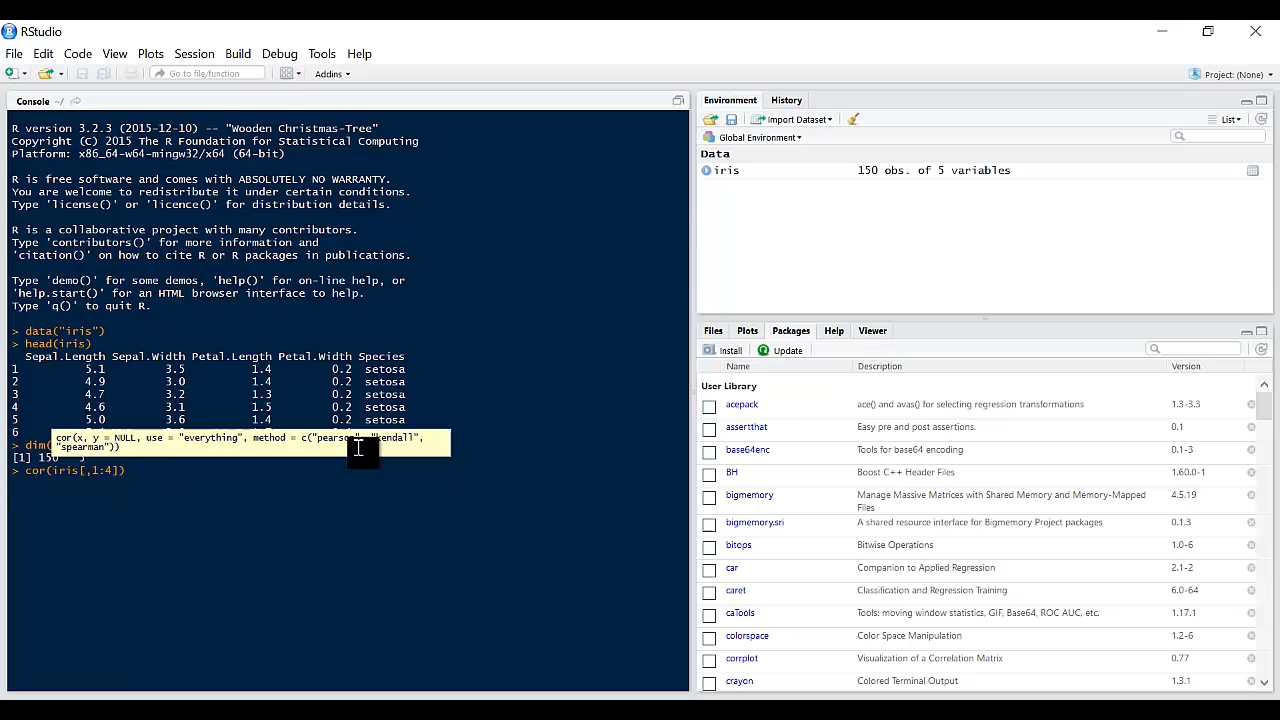 RStudio
File Edit Code View Plots Session Build Debug Tools Help
Go to file/function Addins Project: (None)
Console ~/
R version 3.2.3 (2015-12-10) -- "Wooden Christmas-Tree"
Copyright (C) 2015 The R Foundation for Statistical Computing
Platform: x86_64-w64-mingw32/x64 (64-bit)
R is free software and comes with ABSOLUTELY NO WARRANTY.
You are welcome to redistribute it under certain conditions.
Type 'license()' or 'licence()' for distribution details.
R is a collaborative project with many contributors.
Type 'contributors()' for more information and
'citation()' on how to cite R or R packages in publications.
Type 'demo()' for some demos, 'help()' for on-line help, or
'help.start()' for an HTML browser interface to help.
Type 'q()' to quit R.
> data("iris")
> head(iris)
Sepal.Length Sepal.Width Petal.Length Petal.Width Species
1 5.1 3.5 1.4 0.2 setosa
2 4.9 3.0 1.4 0.2 setosa
3 4.7 3.2 1.3 0.2 setosa
4 4.6 3.1 1.5 0.2 setosa
5 5.0 3.6 1.4 0.2 setosa
6
cor(x, y = NULL, use = "everything", method = c("pearson", "kendall",
"spearman"))
> dim(
[1] 150 5
> cor(iris[,1:4])
Environment History
Import Dataset List
Global Environment
Data
iris 150 obs. of 5 variables
Files Plots Packages Help Viewer
Install Update
Name Description Version
User Library
acepack ace() and avas() for selecting regression transformations 1.3-3.3
assertthat Easy pre and post assertions. 0.1
base64enc Tools for base64 encoding 0.1-3
BH Boost C++ Header Files 1.60.0-1
bigmemory Manage Massive Matrices with Shared Memory and Memory-Mapped Files 4.5.19
bigmemory.sri A shared resource interface for Bigmemory Project packages 0.1.3
bitops Bitwise Operations 1.0-6
car Companion to Applied Regression 2.1-2
caret Classification and Regression Training 6.0-64
caTools Tools: moving window statistics, GIF, Base64, ROC AUC, etc. 1.17.1
colorspace Color Space Manipulation 1.2-6
corrplot Visualization of a Correlation Matrix 0.77
crayon Colored Terminal Output 1.3.1